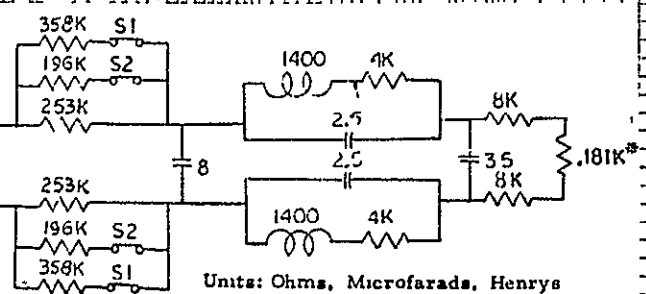 358K S1
196K S2
253K
1400 4K
2.5
8
2.5
1400 4K
8K
35
.181K*
8K
253K
196K S2
358K S1
Units: Ohms, Microfarads, Henrys